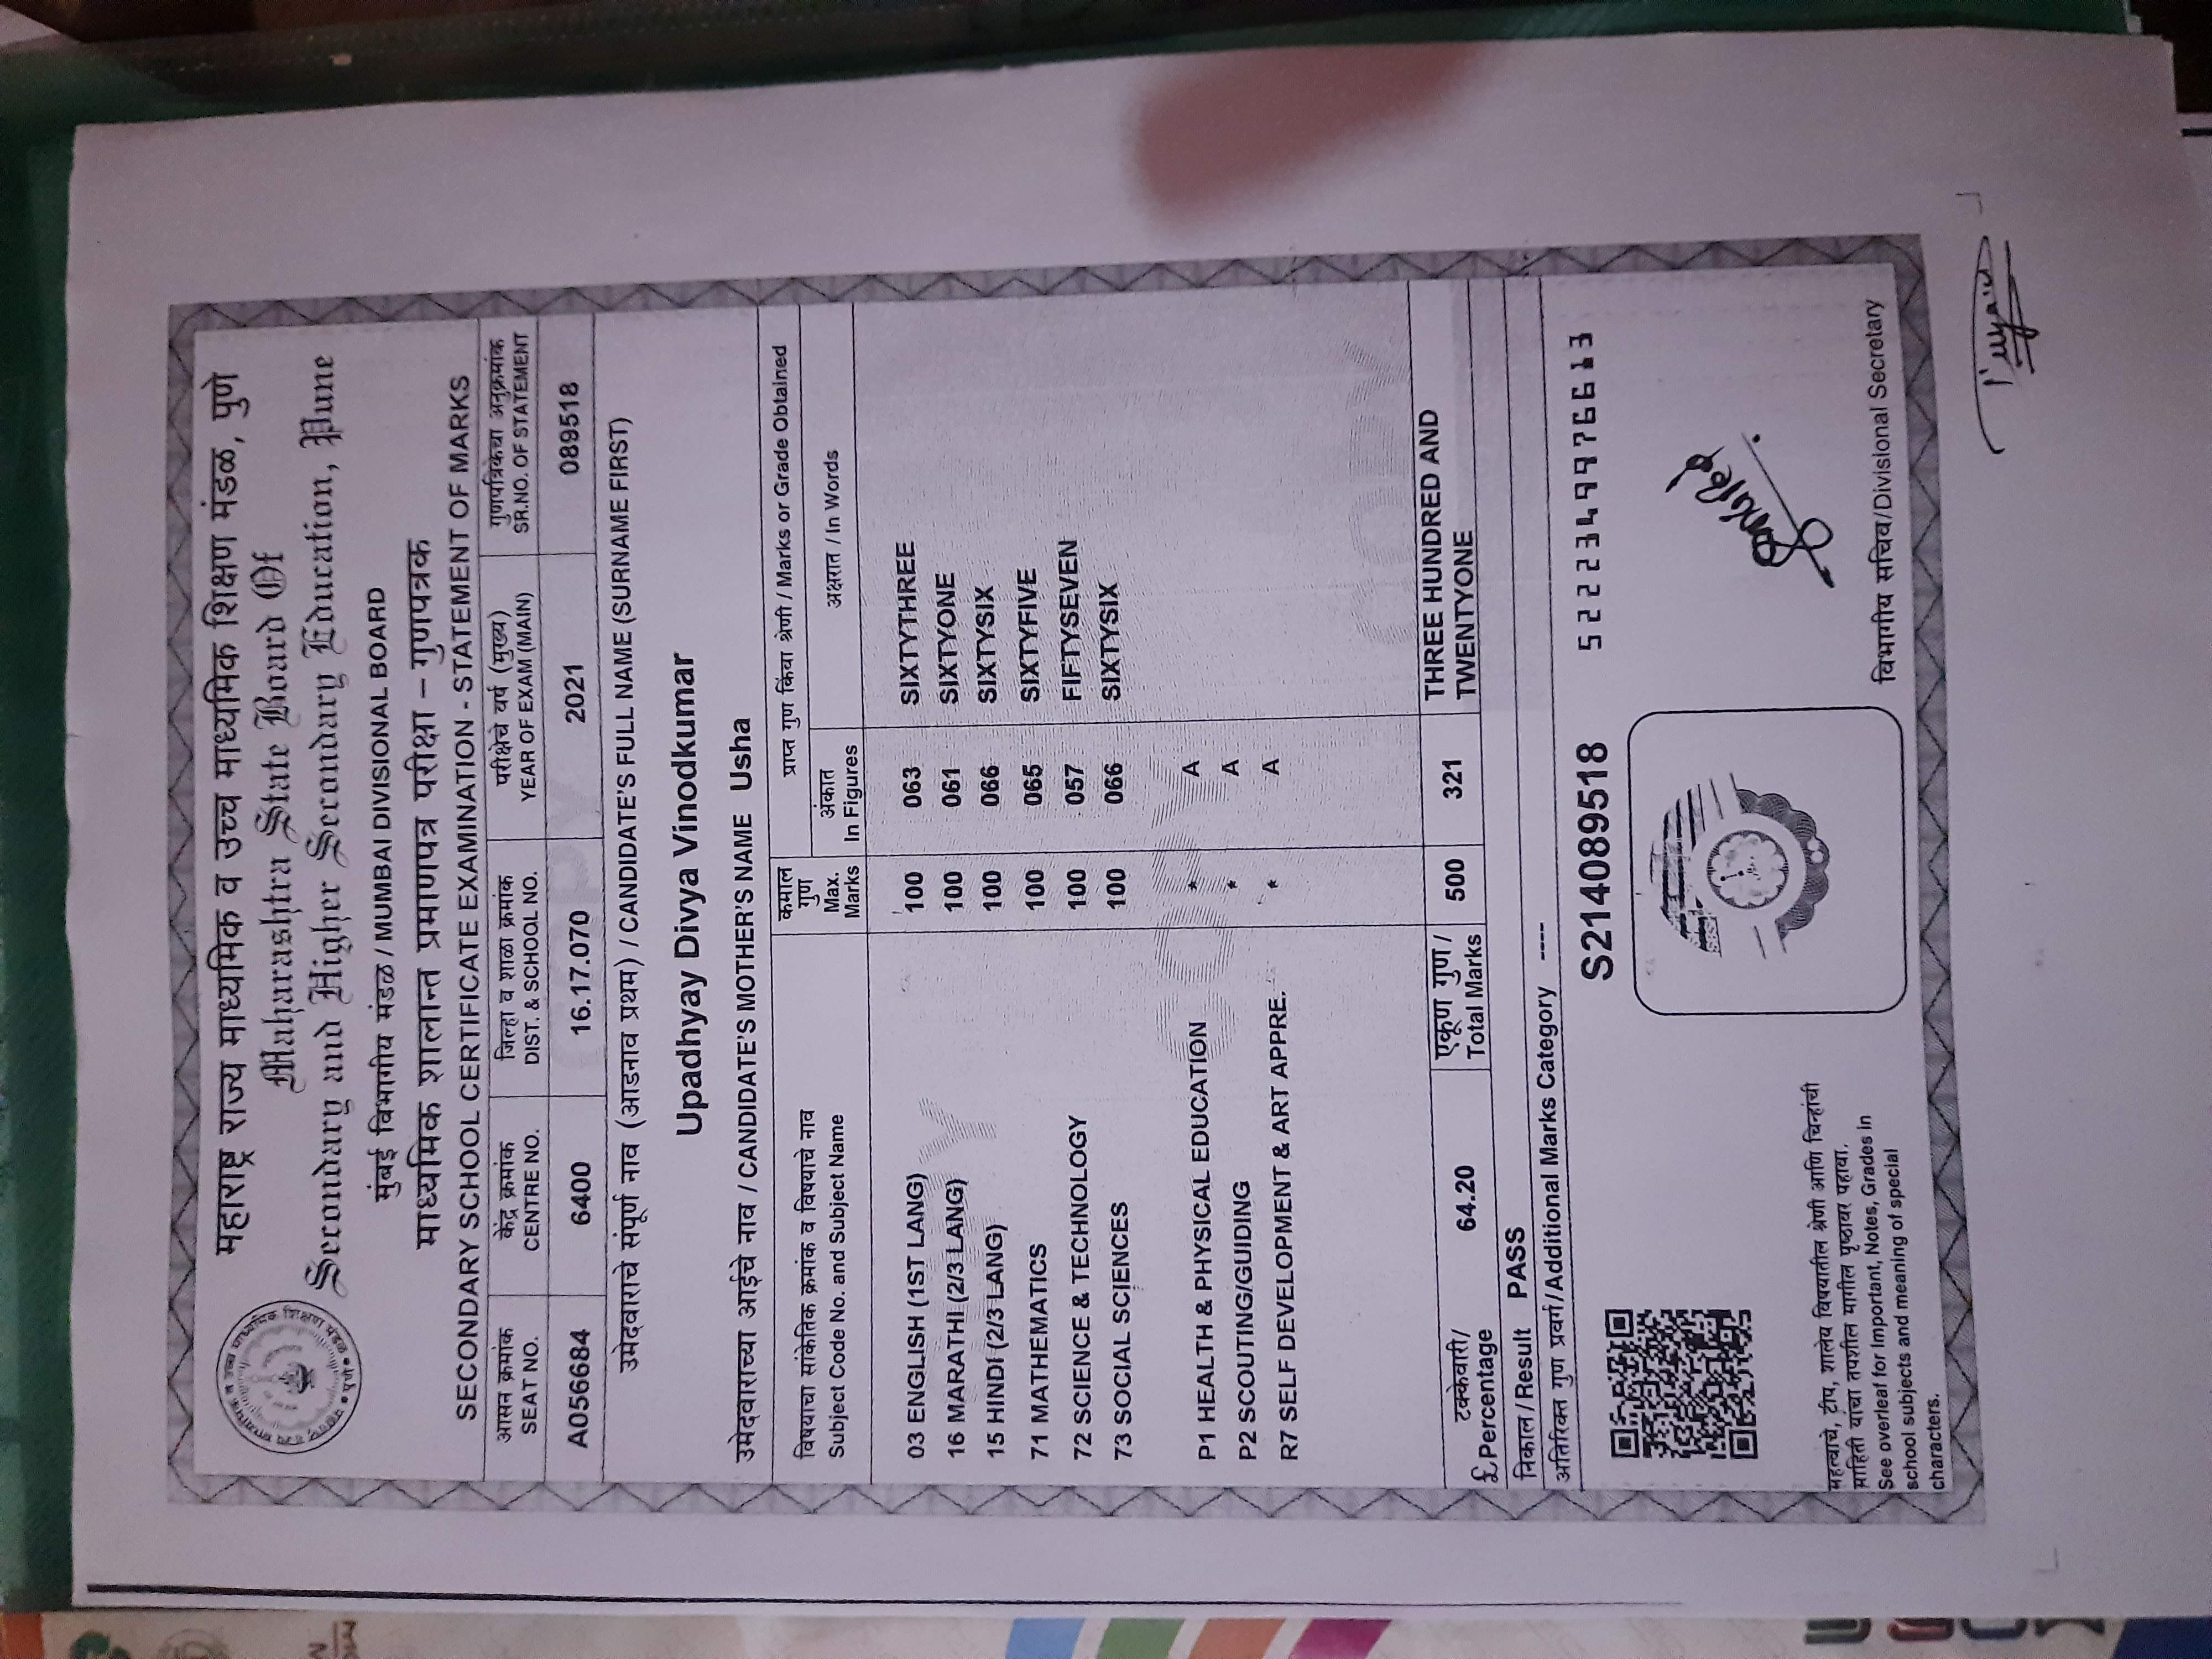 महाराष्ट्र राज्य माध्यमिक व उच्च माध्यमिक शिक्षण मंडळ, पुणे
Maharashtra State Board Of
Secondary and Higher Secondary Education, Pune
मुंबई विभागीय मंडळ / MUMBAI DIVISIONAL BOARD
माध्यमिक शालान्त प्रमाणपत्र परीक्षा – गुणपत्रक
SECONDARY SCHOOL CERTIFICATE EXAMINATION - STATEMENT OF MARKS
आसन क्रमांक केंद्र क्रमांक जिल्हा व शाळा क्रमांक परीक्षेचे वर्ष (मुख्य) गुणपत्रिकेचा अनुक्रमांक
SEAT NO. CENTRE NO. DIST. & SCHOOL NO. YEAR OF EXAM (MAIN) SR.NO. OF STATEMENT
A056684 6400 16.17.070 2021 089518
उमेदवाराचे संपूर्ण नाव (आडनाव प्रथम) / CANDIDATE'S FULL NAME (SURNAME FIRST)
Upadhyay Divya Vinodkumar
उमेदवाराच्या आईचे नाव / CANDIDATE'S MOTHER'S NAME Usha
विषयाचा सांकेतिक क्रमांक व विषयाचे नाव
Subject Code No. and Subject Name
कमाल
गुण
Max.
Marks
प्राप्त गुण किंवा श्रेणी / Marks or Grade Obtained
अंकात
In Figures
अक्षरात / In Words
03 ENGLISH (1ST LANG) 100 063 SIXTYTHREE
16 MARATHI (2/3 LANG) 100 061 SIXTYONE
15 HINDI (2/3 LANG) 100 066 SIXTYSIX
71 MATHEMATICS 100 065 SIXTYFIVE
72 SCIENCE & TECHNOLOGY 100 057 FIFTYSEVEN
73 SOCIAL SCIENCES 100 066 SIXTYSIX
COPY
P1 HEALTH & PHYSICAL EDUCATION * A
P2 SCOUTING/GUIDING * A
R7 SELF DEVELOPMENT & ART APPRE. * A
COPY
टक्केवारी/
£Percentage
64.20
एकूण गुण /
Total Marks
500 321
THREE HUNDRED AND
TWENTYONE
निकाल/Result PASS
अतिरिक्त गुण प्रवर्ग/Additional Marks Category ----
S214089518 5222349976613
महत्वाचे, टीप, शालेय विषयातील श्रेणी आणि चिन्हांची
माहिती यांचा तपशील मागील पृष्ठावर पहावा.
See overleaf for Important, Notes, Grades in
school subjects and meaning of special
characters.
विभागीय सचिव/Divisional Secretary